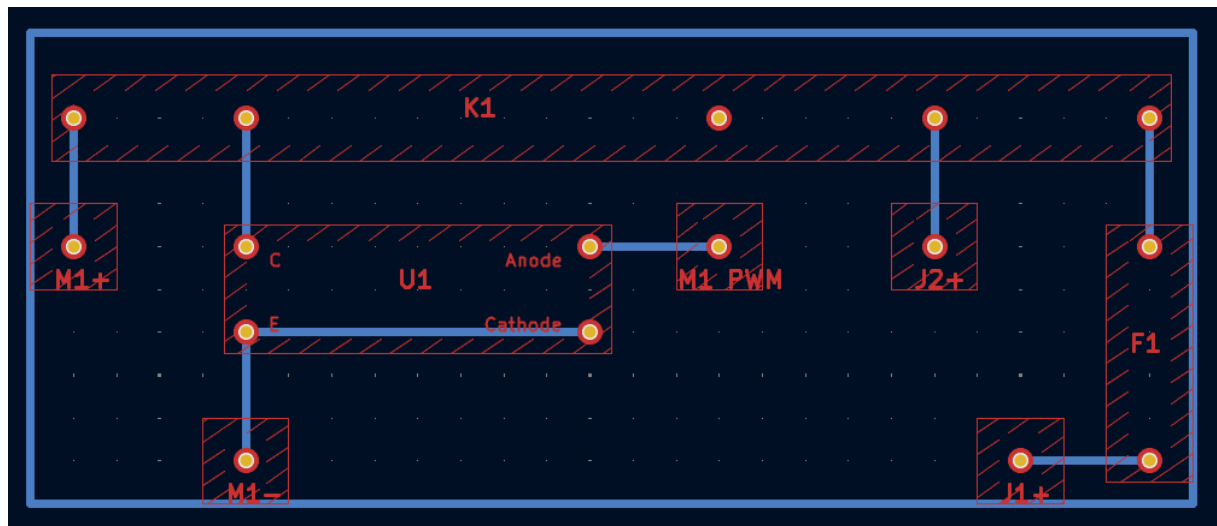 K1
C
Anode
M1+
U1
M1 PWM
J2+
E
Cathode
F1
M1-
J1+